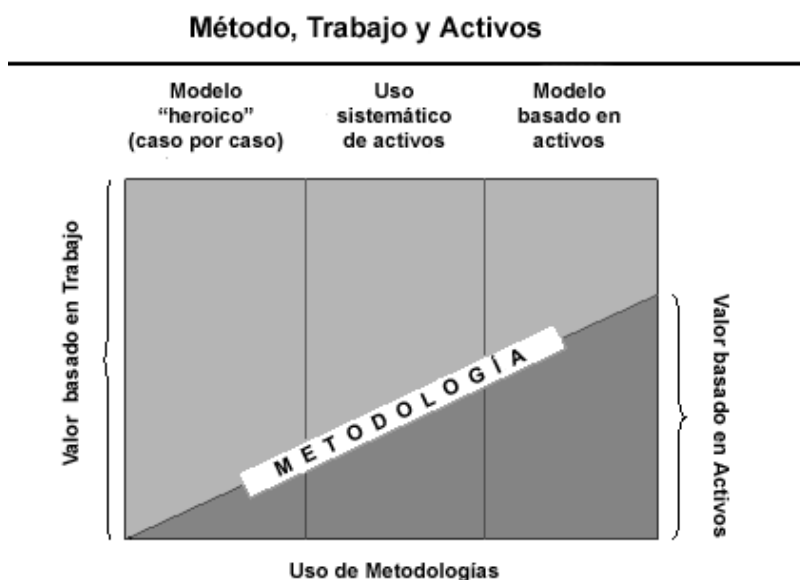 Método, Trabajo y Activos
Modelo
“heroico”
(caso por caso)
Uso
sistemático
de activos
Modelo
basado en
activos
Valor basado en Trabajo
METODOLOGÍA
Valor basado en Activos
Uso de Metodologías